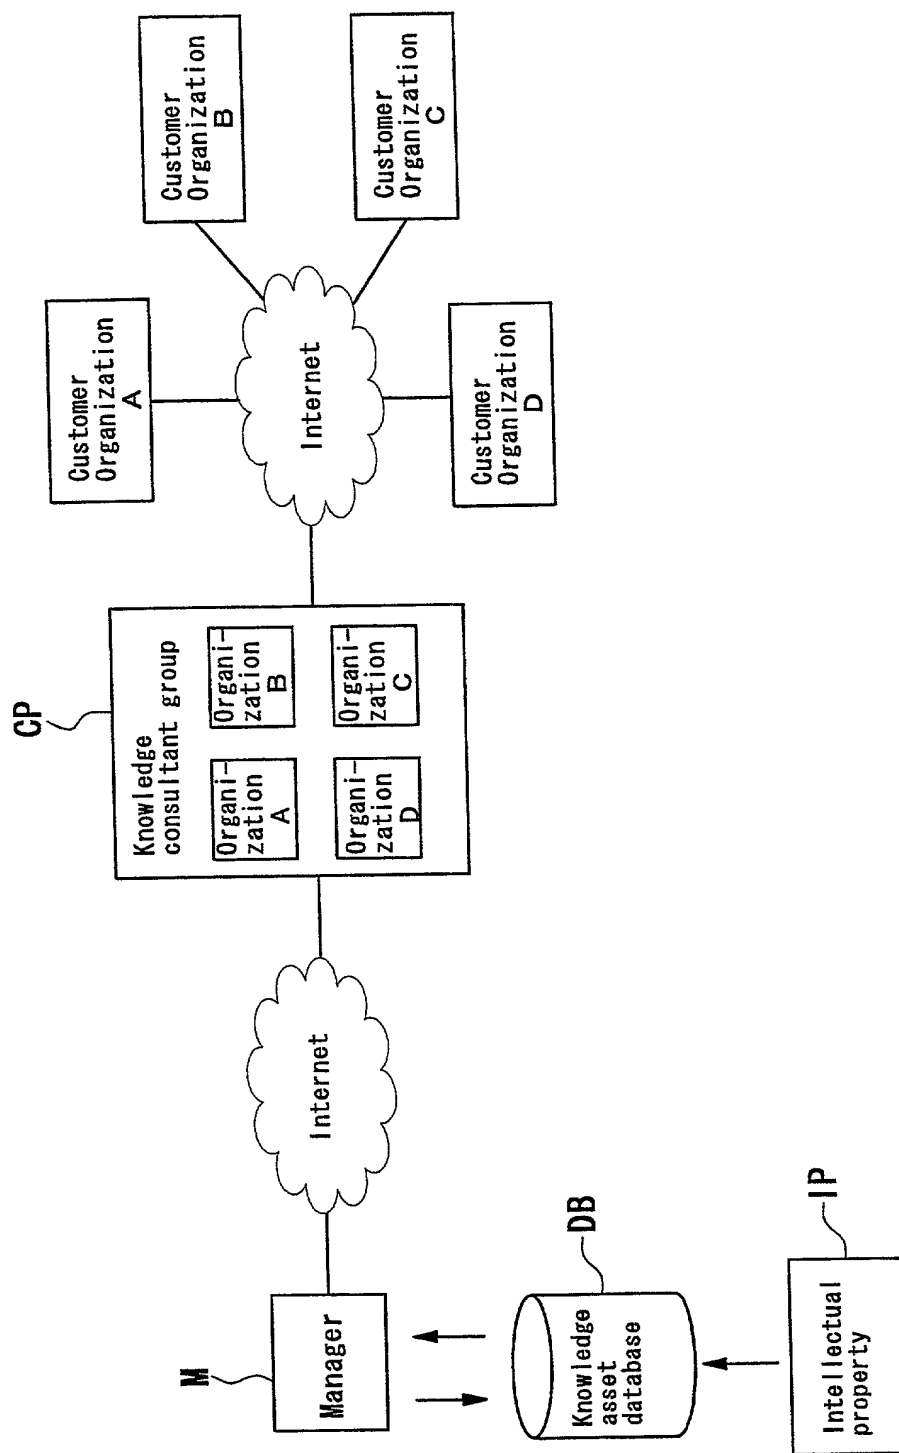 M
Manager
Knowledge
asset
database
DB
Intellectual
property
IP
Internet
CP
Knowledge
consultant group
Organi-
zation
A
Organi-
zation
B
Organi-
zation
D
Organi-
zation
C
Internet
Customer
Organization
A
Customer
Organization
B
Customer
Organization
C
Customer
Organization
D